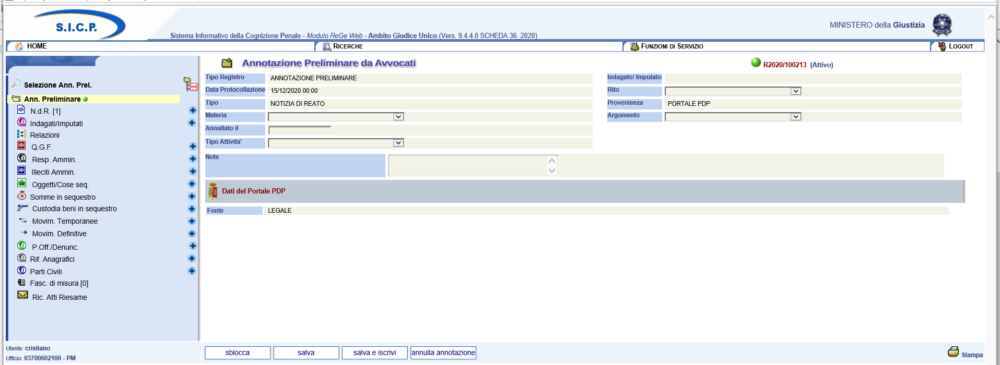 S.I.C.P.
Sistema Informativo della Cognizione Penale - Modulo ReGe Web - Ambito Giudice Unico (Vers. 9.4.4.0 SCHEDA 36_2020)
MINISTERO della Giustizia
HOME
RICERCHE
FUNZIONI DI SERVIZIO
LOGOUT
Selezione Ann. Prel.
Ann. Preliminare
N.d.R. [1]
Indagati/Imputati
Relazioni
Q.G.F.
Resp. Ammin.
Illeciti Ammin.
Oggetti/Cose seq.
Somme in sequestro
Custodia beni in sequestro
Movim. Temporanee
Movim. Definitive
P.Off./Denunc.
Rif. Anagrafici
Parti Civili
Fasc. di misura [0]
Ric. Atti Riesame
Utente: cristiano
Ufficio: 03700602100 - PM
Annotazione Preliminare da Avvocati
R2020/100213 (Attivo)
Tipo Registro ANNOTAZIONE PRELIMINARE
Indagato/ Imputato
Data Protocollazione 15/12/2020 00:00
Rito
Tipo NOTIZIA DI REATO
Provenienza PORTALE PDP
Materia
Argomento
Annullato il
Tipo Attivita'
Note
Dati del Portale PDP
Fonte LEGALE
sblocca
salva
salva e iscrivi
annulla annotazione
Stampa